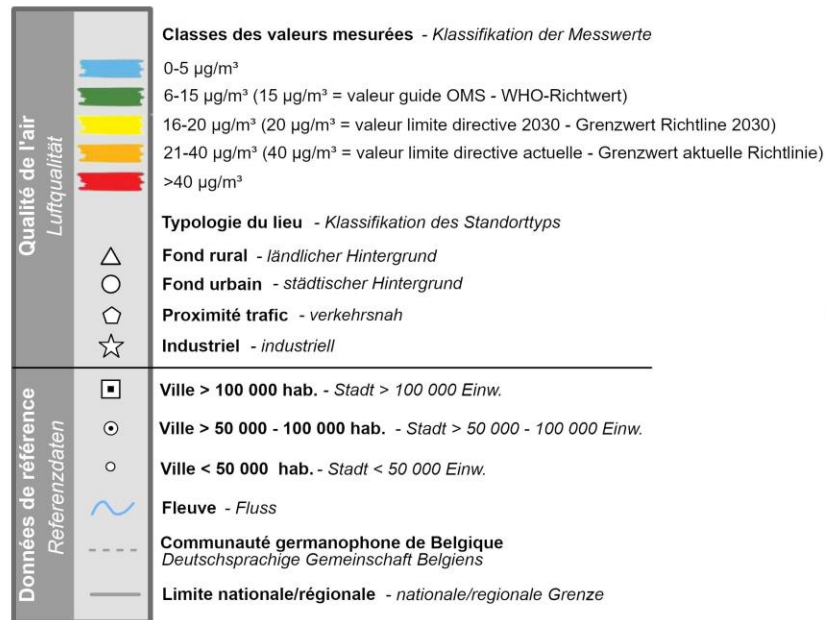 Qualité de l'air
Luftqualität
Classes des valeurs mesurées - Klassifikation der Messwerte
0-5 µg/m³
6-15 µg/m³ (15 µg/m³ = valeur guide OMS - WHO-Richtwert)
16-20 µg/m³ (20 µg/m³ = valeur limite directive 2030 - Grenzwert Richtline 2030)
21-40 µg/m³ (40 µg/m³ = valeur limite directive actuelle - Grenzwert aktuelle Richtlinie)
>40 µg/m³
Typologie du lieu - Klassifikation des Standorttyps
Fond rural - ländlicher Hintergrund
Fond urbain - städtischer Hintergrund
Proximité trafic - verkehrsnah
Industriel - industriell
Données de référence
Referenzdaten
Ville > 100 000 hab. - Stadt > 100 000 Einw.
Ville > 50 000 - 100 000 hab. - Stadt > 50 000 - 100 000 Einw.
Ville < 50 000 hab. - Stadt < 50 000 Einw.
Fleuve - Fluss
Communauté germanophone de Belgique
Deutschsprachige Gemeinschaft Belgiens
Limite nationale/régionale - nationale/regionale Grenze